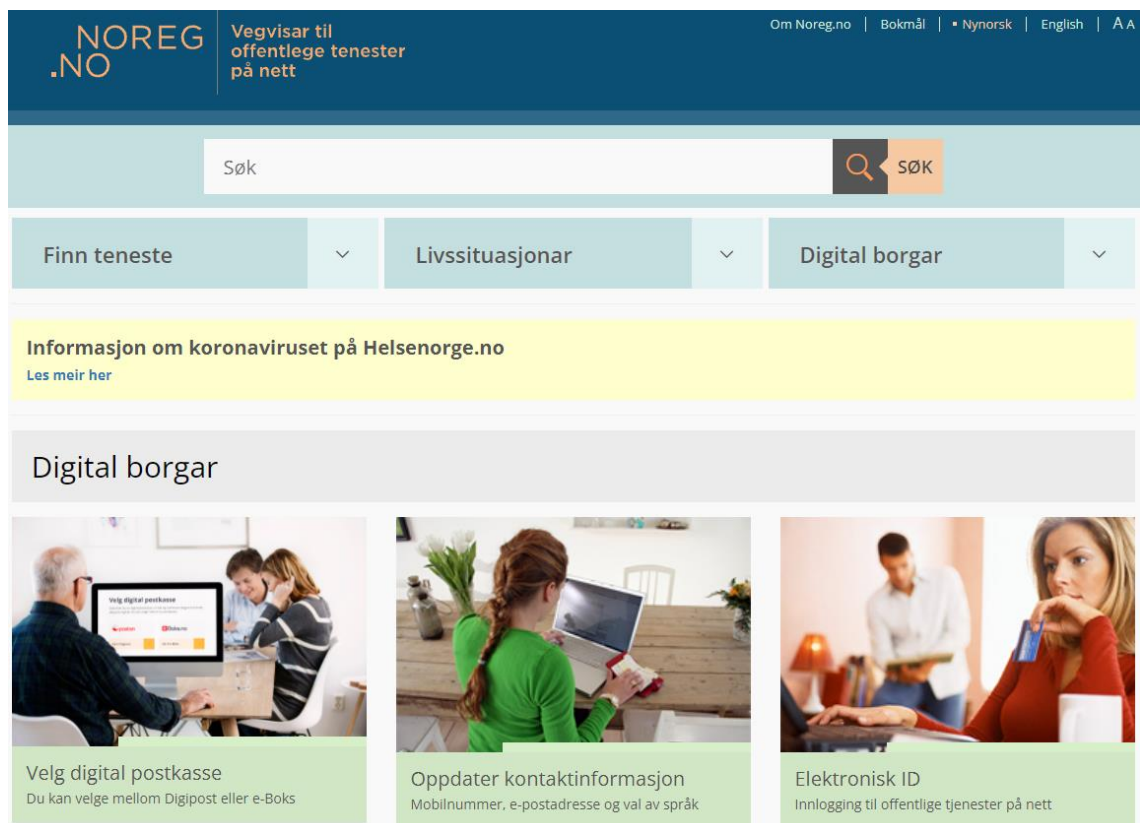 NOREG
.NO
Vegvisar til
offentlege tenester
på nett
Om Noreg.no | Bokmål | ▪ Nynorsk | English | A A
Søk
SØK
Finn teneste
Livssituasjonar
Digital borgar
Informasjon om koronaviruset på Helsenorge.no
Les meir her
Digital borgar
Velg digital postkasse
Velg digital postkasse
Du kan velge mellom Digipost eller e-Boks
Oppdater kontaktinformasjon
Mobilnummer, e-postadresse og val av språk
Elektronisk ID
Innlogging til offentlige tjenester på nett